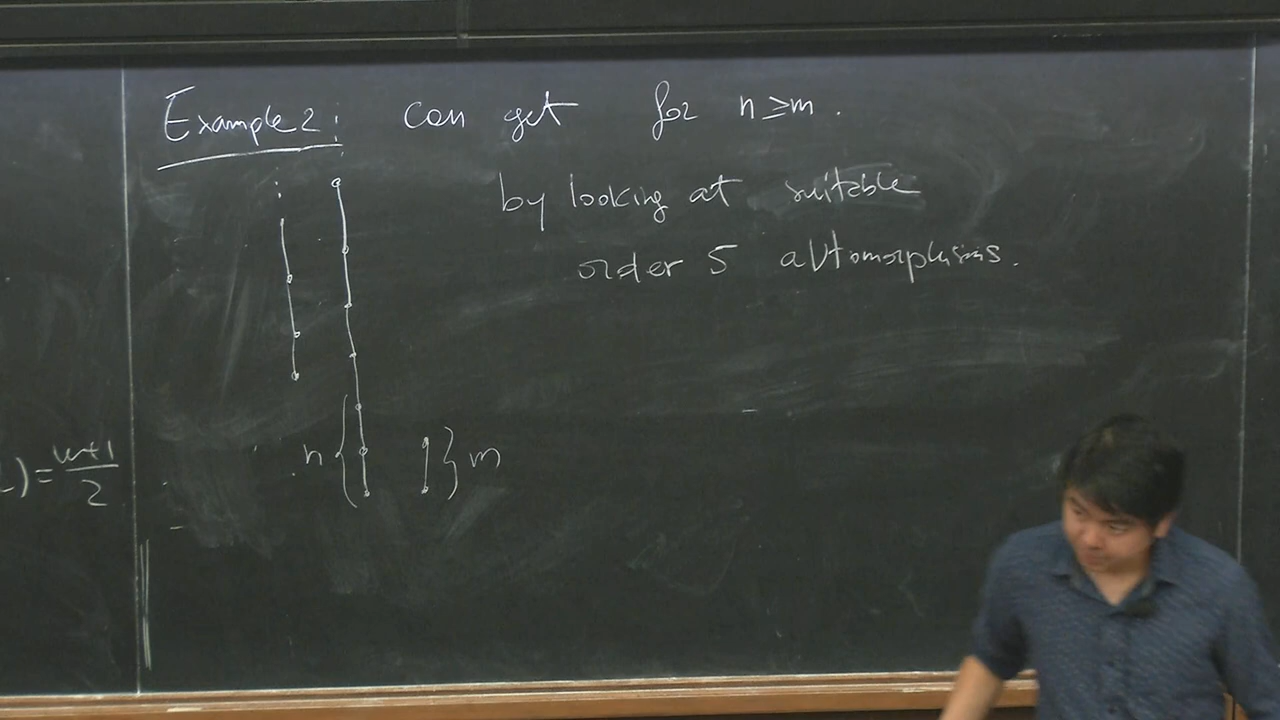 Example 2: can get for n ≥ m.
by looking at suitable
order 5 automorphisms.
n { } m
) = n+1 / 2